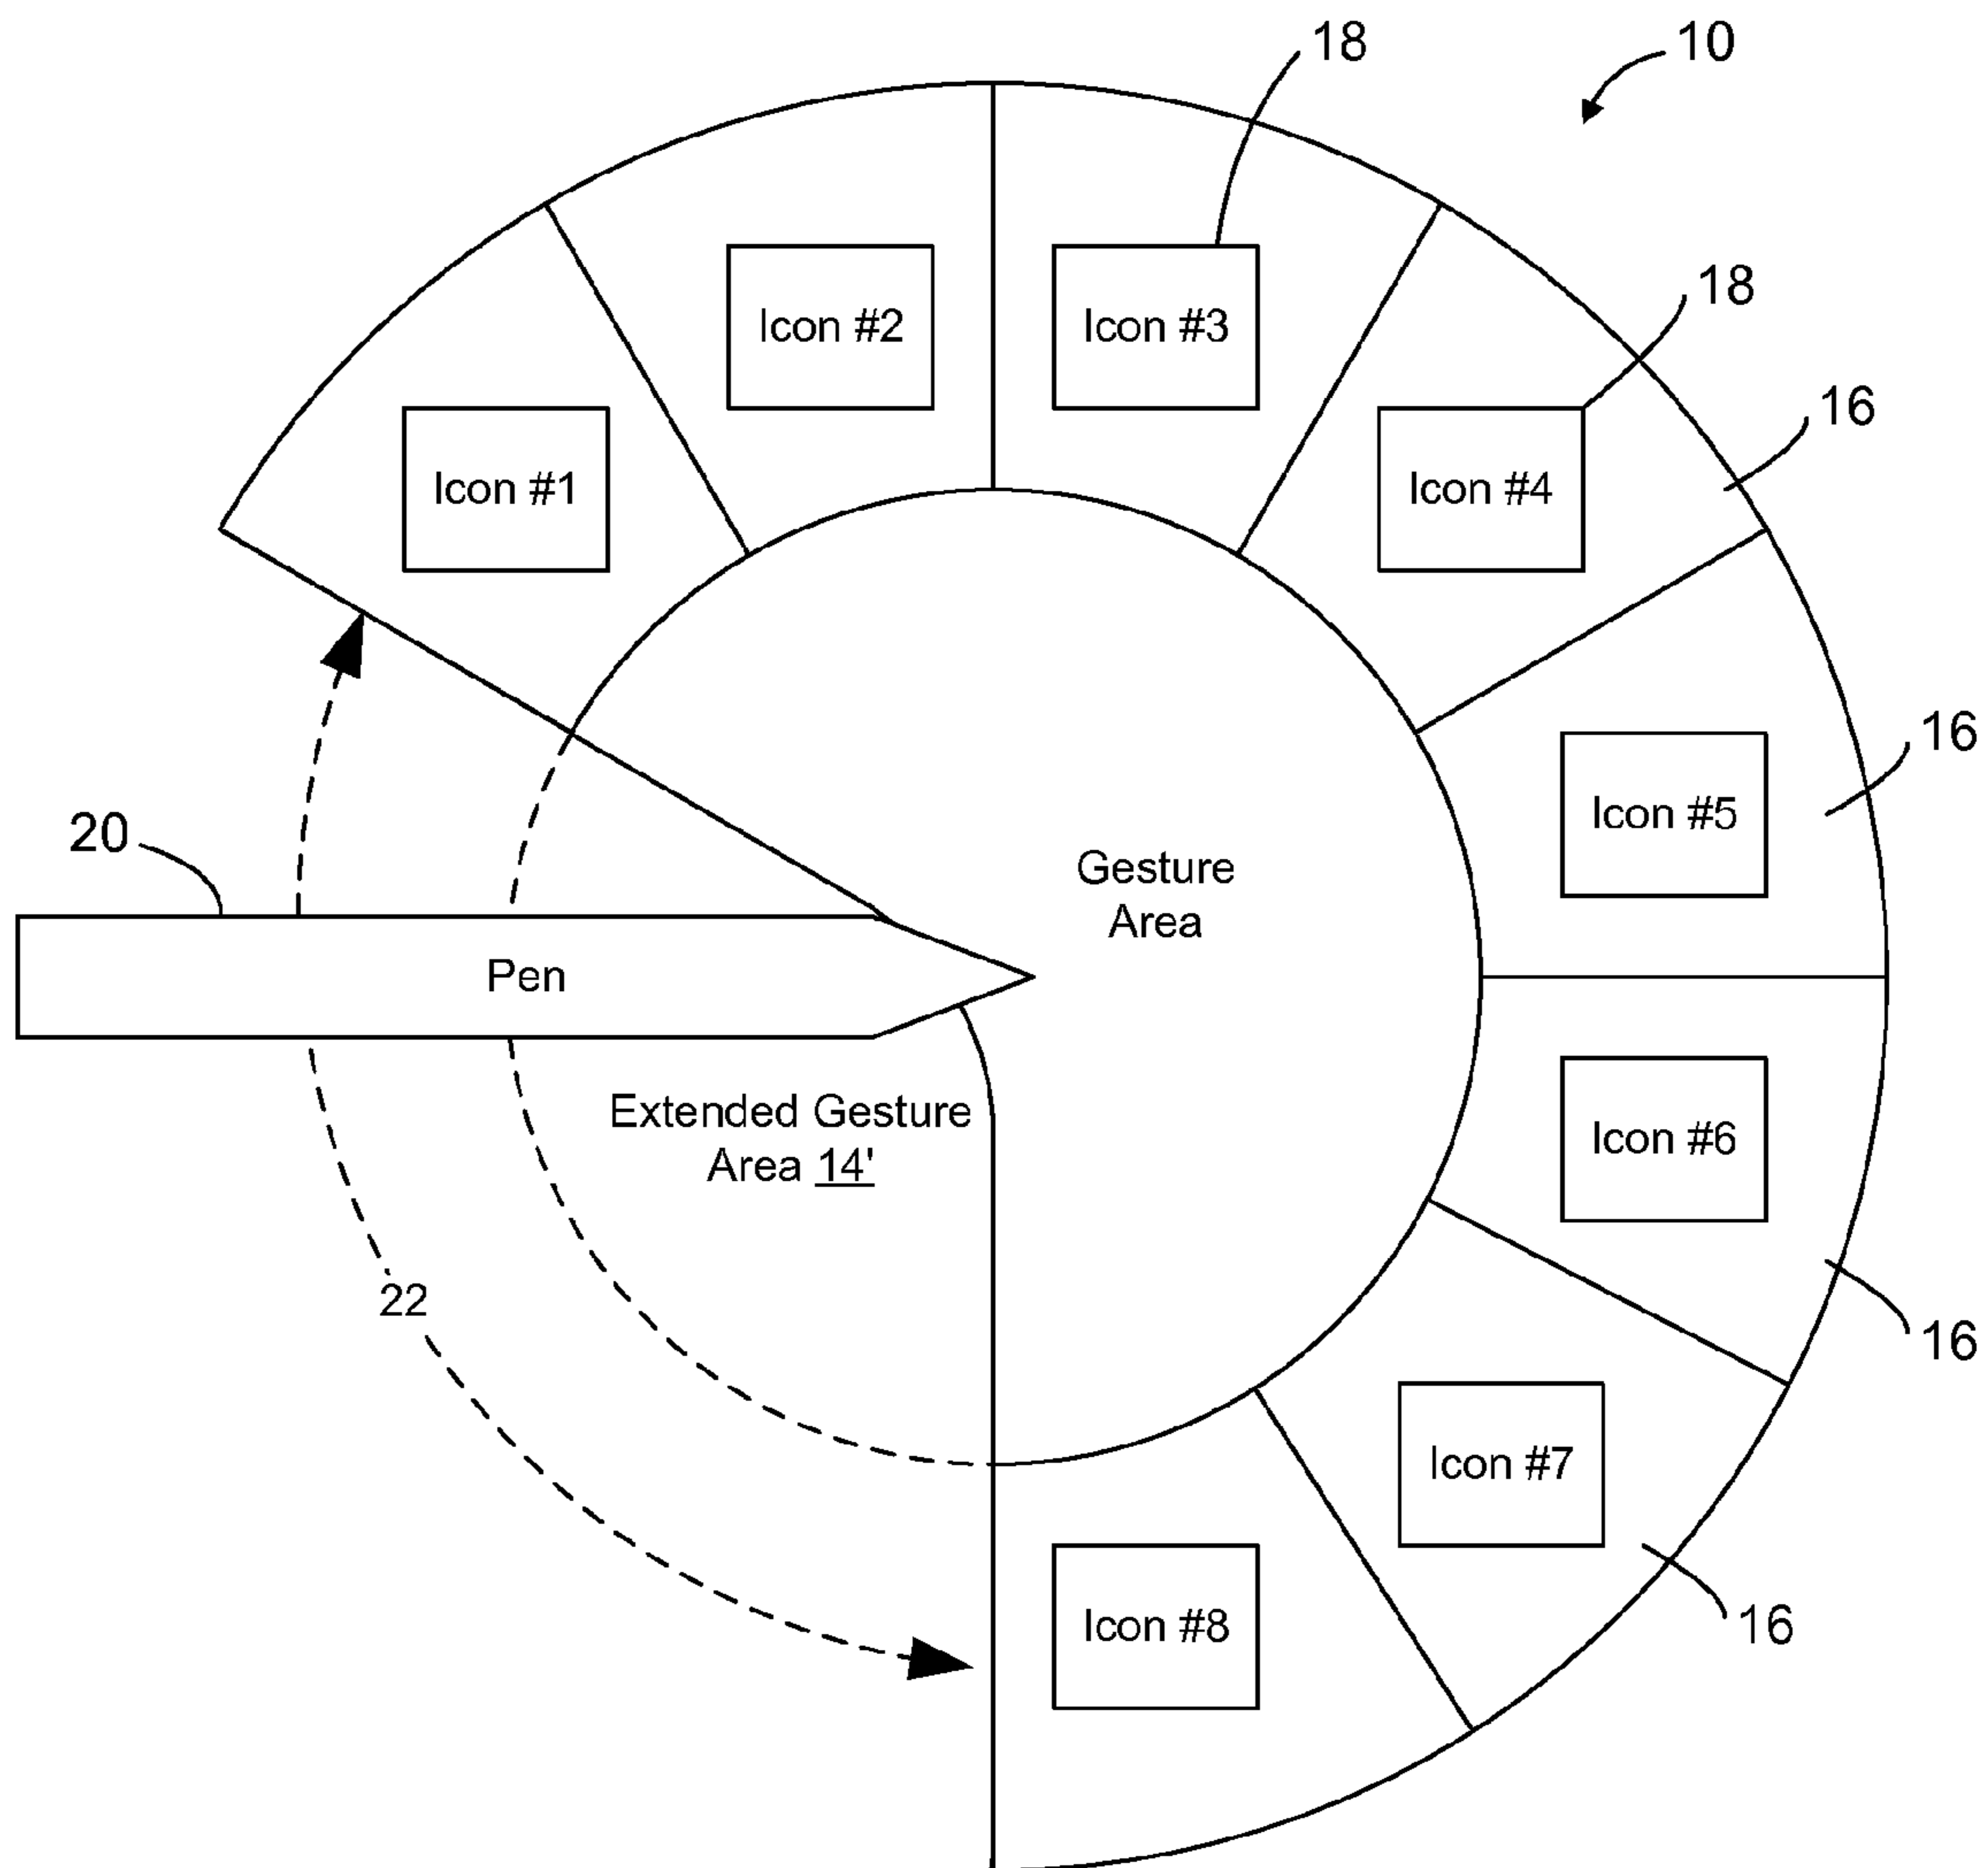 18
10
Icon #2
Icon #3
18
Icon #1
Icon #4
16
16
Icon #5
20
Gesture
Area
Pen
Extended Gesture
Area 14'
Icon #6
22
16
Icon #7
Icon #8
16